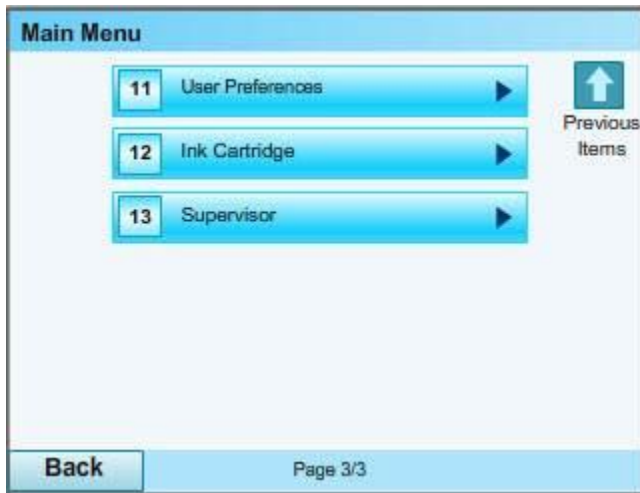 Main Menu
11 User Preferences
Previous
Items
12 Ink Cartridge
13 Supervisor
Back Page 3/3